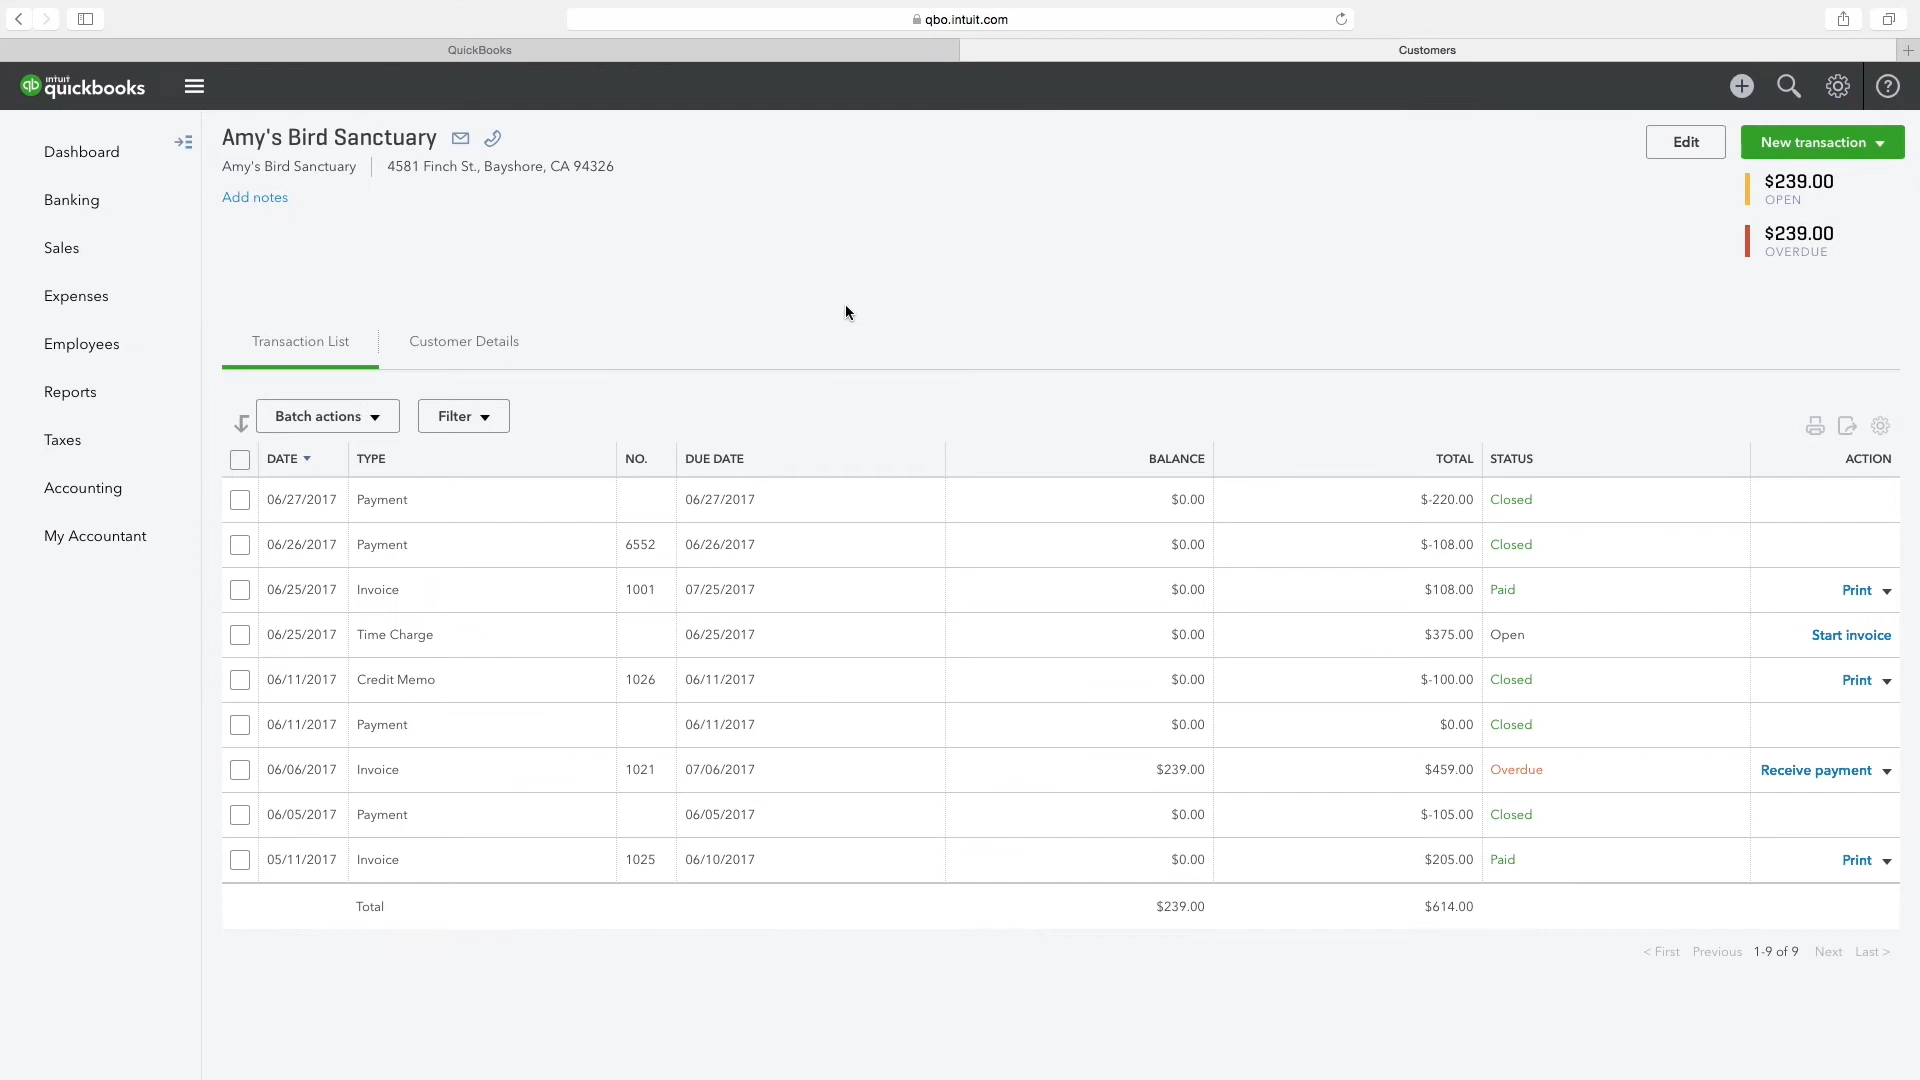 qbo.intuit.com
QuickBooks
Customers
intuit
quickbooks
Dashboard
Banking
Sales
Expenses
Employees
Reports
Taxes
Accounting
My Accountant
Amy's Bird Sanctuary
Edit
New transaction
Amy's Bird Sanctuary 4581 Finch St., Bayshore, CA 94326
Add notes
$239.00
OPEN
$239.00
OVERDUE
Transaction List Customer Details
Batch actions Filter
DATE TYPE NO. DUE DATE BALANCE TOTAL STATUS ACTION
06/27/2017 Payment 06/27/2017 $0.00 $-220.00 Closed
06/26/2017 Payment 6552 06/26/2017 $0.00 $-108.00 Closed
06/25/2017 Invoice 1001 07/25/2017 $0.00 $108.00 Paid Print
06/25/2017 Time Charge 06/25/2017 $0.00 $375.00 Open Start invoice
06/11/2017 Credit Memo 1026 06/11/2017 $0.00 $-100.00 Closed Print
06/11/2017 Payment 06/11/2017 $0.00 $0.00 Closed
06/06/2017 Invoice 1021 07/06/2017 $239.00 $459.00 Overdue Receive payment
06/05/2017 Payment 06/05/2017 $0.00 $-105.00 Closed
05/11/2017 Invoice 1025 06/10/2017 $0.00 $205.00 Paid Print
Total $239.00 $614.00
< First Previous 1-9 of 9 Next Last >